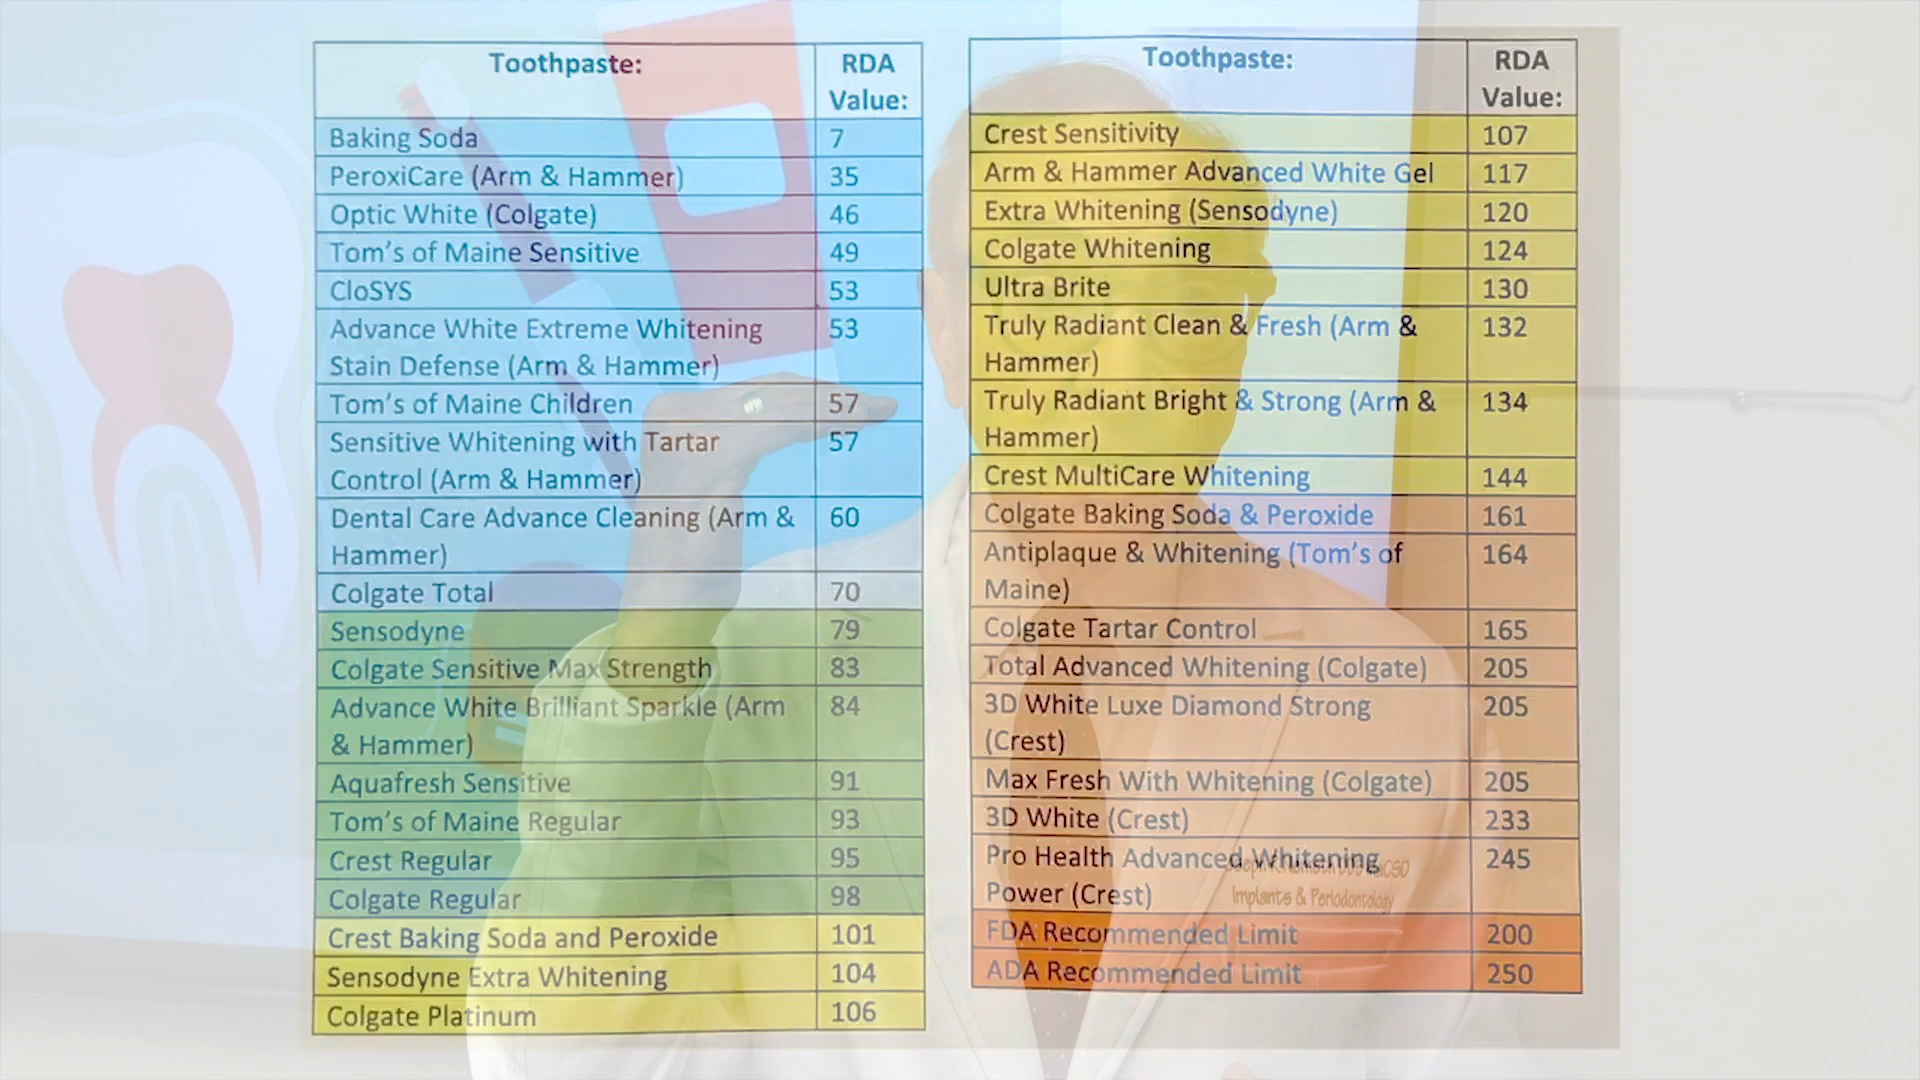 Toothpaste: RDA
Value:
Baking Soda 7
PeroxiCare (Arm & Hammer) 35
Optic White (Colgate) 46
Tom's of Maine Sensitive 49
CloSYS 53
Advance White Extreme Whitening 53
Stain Defense (Arm & Hammer)
Tom's of Maine Children 57
Sensitive Whitening with Tartar 57
Control (Arm & Hammer)
Dental Care Advance Cleaning (Arm & 60
Hammer)
Colgate Total 70
Sensodyne 79
Colgate Sensitive Max Strength 83
Advance White Brilliant Sparkle (Arm 84
& Hammer)
Aquafresh Sensitive 91
Tom's of Maine Regular 93
Crest Regular 95
Colgate Regular 98
Crest Baking Soda and Peroxide 101
Sensodyne Extra Whitening 104
Colgate Platinum 106
Toothpaste: RDA
Value:
Crest Sensitivity 107
Arm & Hammer Advanced White Gel 117
Extra Whitening (Sensodyne) 120
Colgate Whitening 124
Ultra Brite 130
Truly Radiant Clean & Fresh (Arm & 132
Hammer)
Truly Radiant Bright & Strong (Arm & 134
Hammer)
Crest MultiCare Whitening 144
Colgate Baking Soda & Peroxide 161
Antiplaque & Whitening (Tom's of 164
Maine)
Colgate Tartar Control 165
Total Advanced Whitening (Colgate) 205
3D White Luxe Diamond Strong 205
(Crest)
Max Fresh With Whitening (Colgate) 205
3D White (Crest) 233
Pro Health Advanced Whitening 245
Power (Crest)
FDA Recommended Limit 200
ADA Recommended Limit 250
Implants & Periodontology